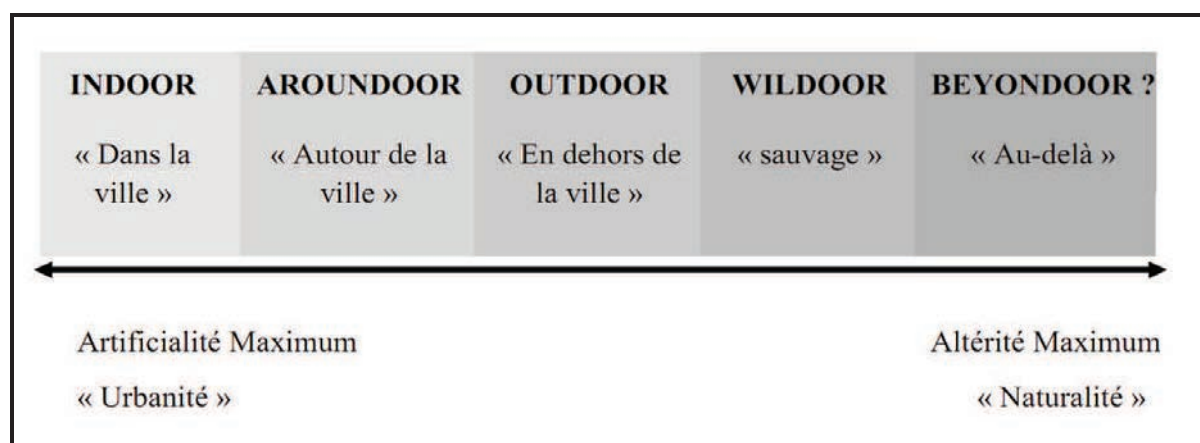 INDOOR AROUNDOOR OUTDOOR WILDOOR BEYONDOOR ?
« Dans la
ville »
« Autour de la
ville »
« En dehors de
la ville »
« sauvage »
« Au-delà »
Artificialité Maximum
« Urbanité »
Altérité Maximum
« Naturalité »